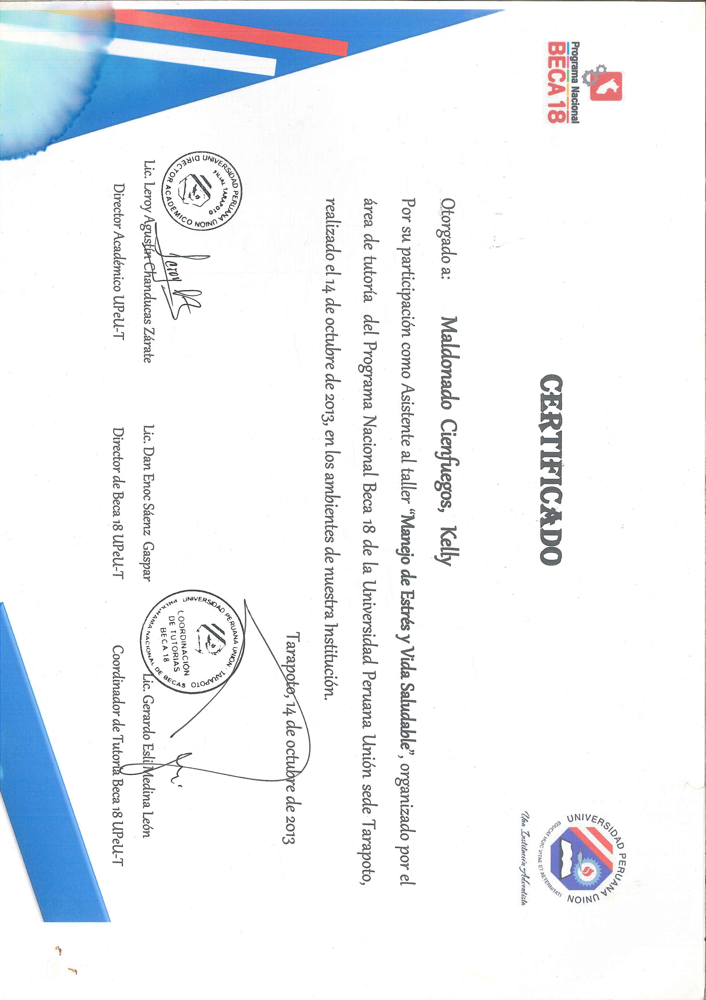 Programa Nacional
BECA 18
UNIVERSIDAD PERUANA UNION
EDUCAT HUIC VITAE ET AETERNITATI
Una Institución Adventista
CERTIFICADO
Otorgado a: Maldonado Cienfuegos, Kelly
Por su participación como Asistente al taller “Manejo de Estrés y Vida Saludable”, organizado por el
área de tutoría del Programa Nacional Beca 18 de la Universidad Peruana Unión sede Tarapoto,
realizado el 14 de octubre de 2013, en los ambientes de nuestra Institución.
Tarapoto, 14 de octubre de 2013
UNIVERSIDAD PERUANA UNION
FILIAL TARAPOTO
DIRECTOR ACADÉMICO
Leroy
Lic. Leroy Agustín Chanducas Zárate
Director Académico UPeU-T
Lic. Dan Enoc Sáenz Gaspar
Director de Beca 18 UPeU-T
UNIVERSIDAD PERUANA UNIÓN - TARAPOTO
COORDINACIÓN
DE TUTORIAS
BECA 18
PROGRAMA NACIONAL DE BECAS
Lic. Gerardo Esli Medina León
Coordinador de Tutoría Beca 18 UPeU-T